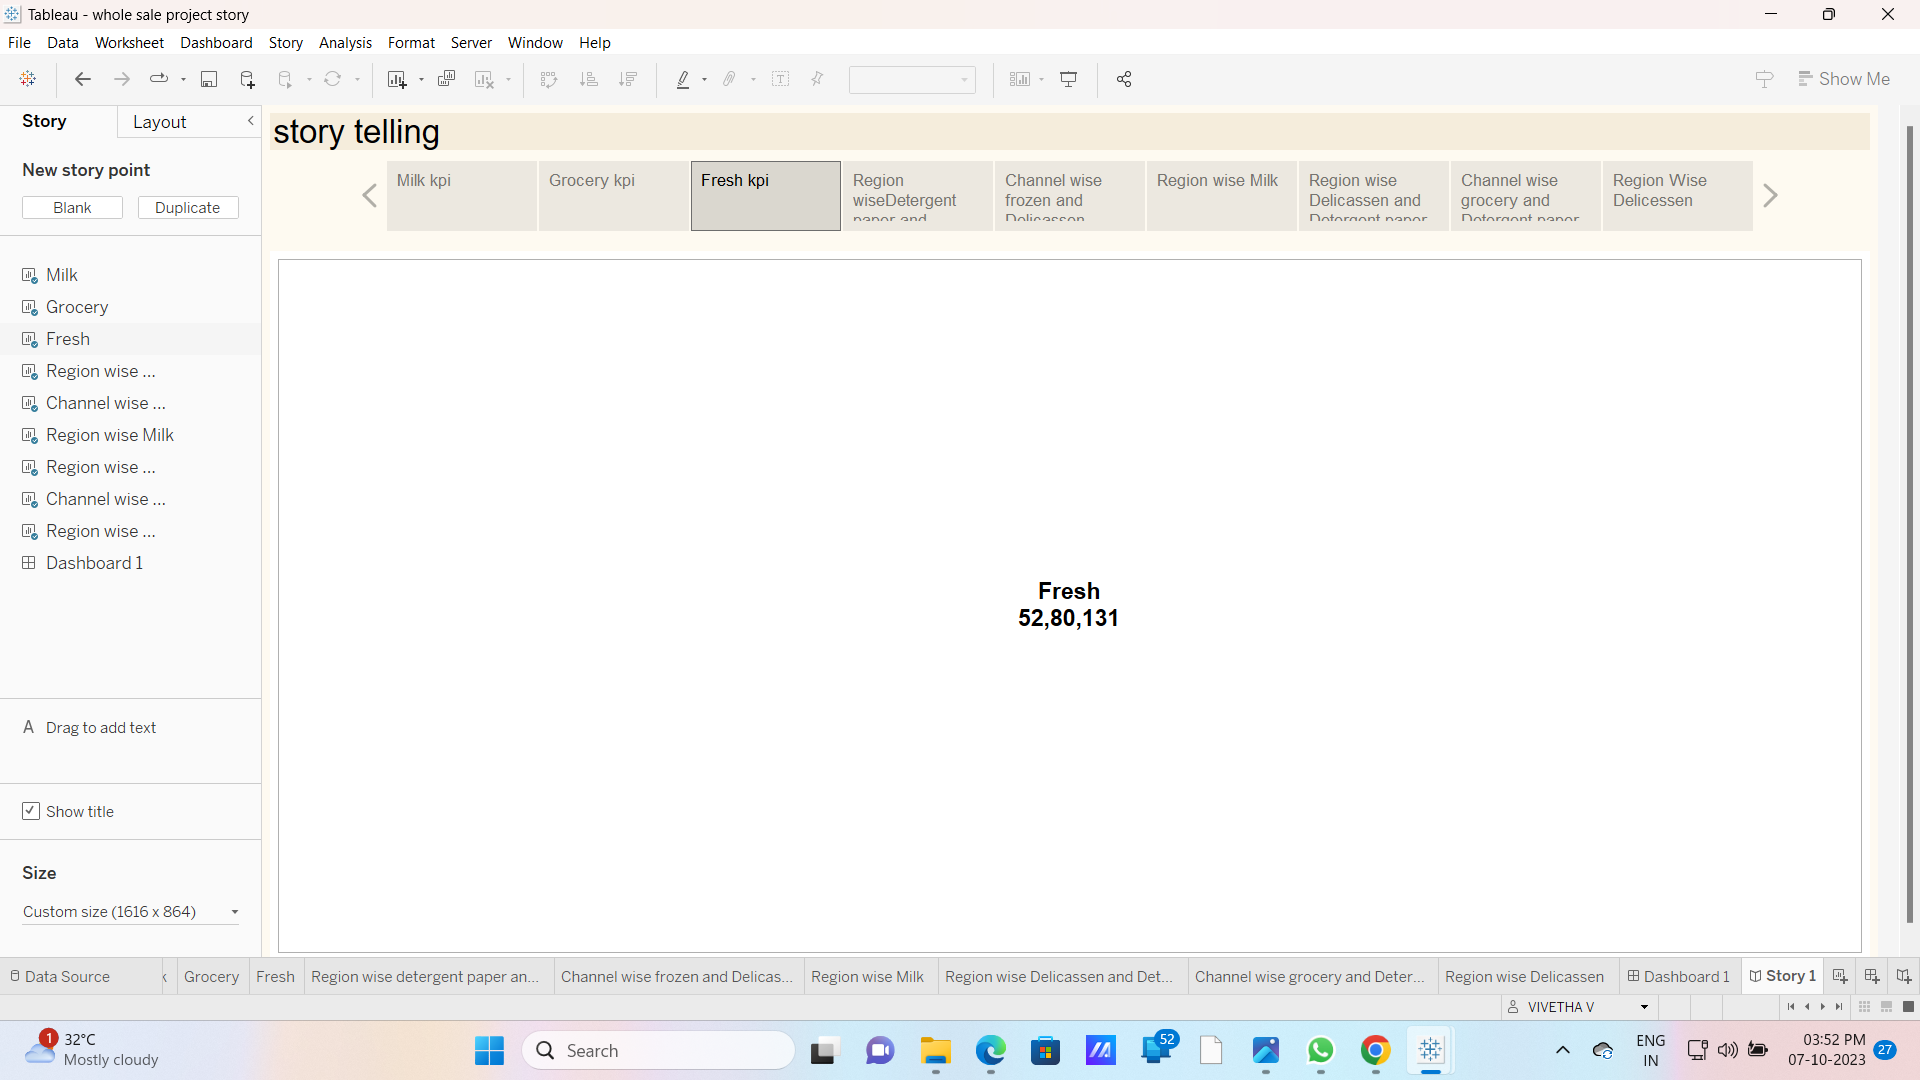 Tableau - whole sale project story
File Data Worksheet Dashboard Story Analysis Format Server Window Help
Show Me
Story Layout
New story point
Blank Duplicate
Milk
Grocery
Fresh
Region wise ...
Channel wise ...
Region wise Milk
Region wise ...
Channel wise ...
Region wise ...
Dashboard 1
A Drag to add text
Show title
Size
Custom size (1616 x 864)
story telling
Milk kpi
Grocery kpi
Fresh kpi
Region
wiseDetergent
paper and
Channel wise
frozen and
Delicassen
Region wise Milk
Region wise
Delicassen and
Detergent paper
Channel wise
grocery and
Detergent paper
Region Wise
Delicessen
Fresh
52,80,131
Data Source k Grocery Fresh Region wise detergent paper an... Channel wise frozen and Delicas... Region wise Milk Region wise Delicassen and Det... Channel wise grocery and Deter... Region wise Delicassen Dashboard 1 Story 1
VIVETHA V
1 32°C
Mostly cloudy
Search
52
ENG
IN
03:52 PM
07-10-2023
27